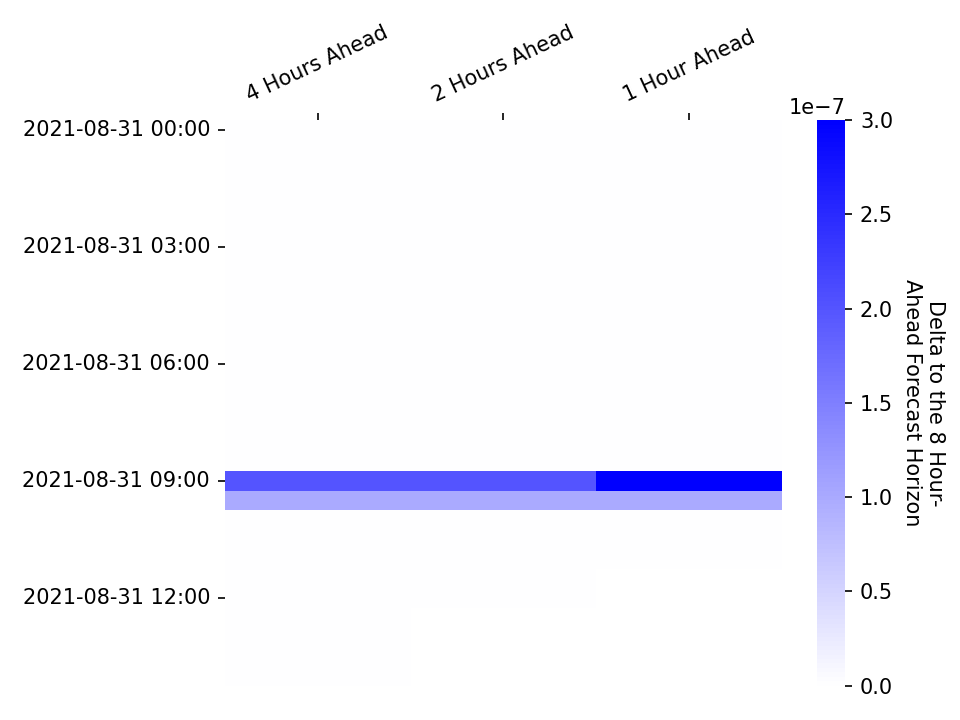 4 Hours Ahead
2 Hours Ahead
1 Hour Ahead
1e−7
2021-08-31 00:00
2021-08-31 03:00
2021-08-31 06:00
2021-08-31 09:00
2021-08-31 12:00
3.0
2.5
2.0
1.5
1.0
0.5
0.0
Delta to the 8 Hour-
Ahead Forecast Horizon